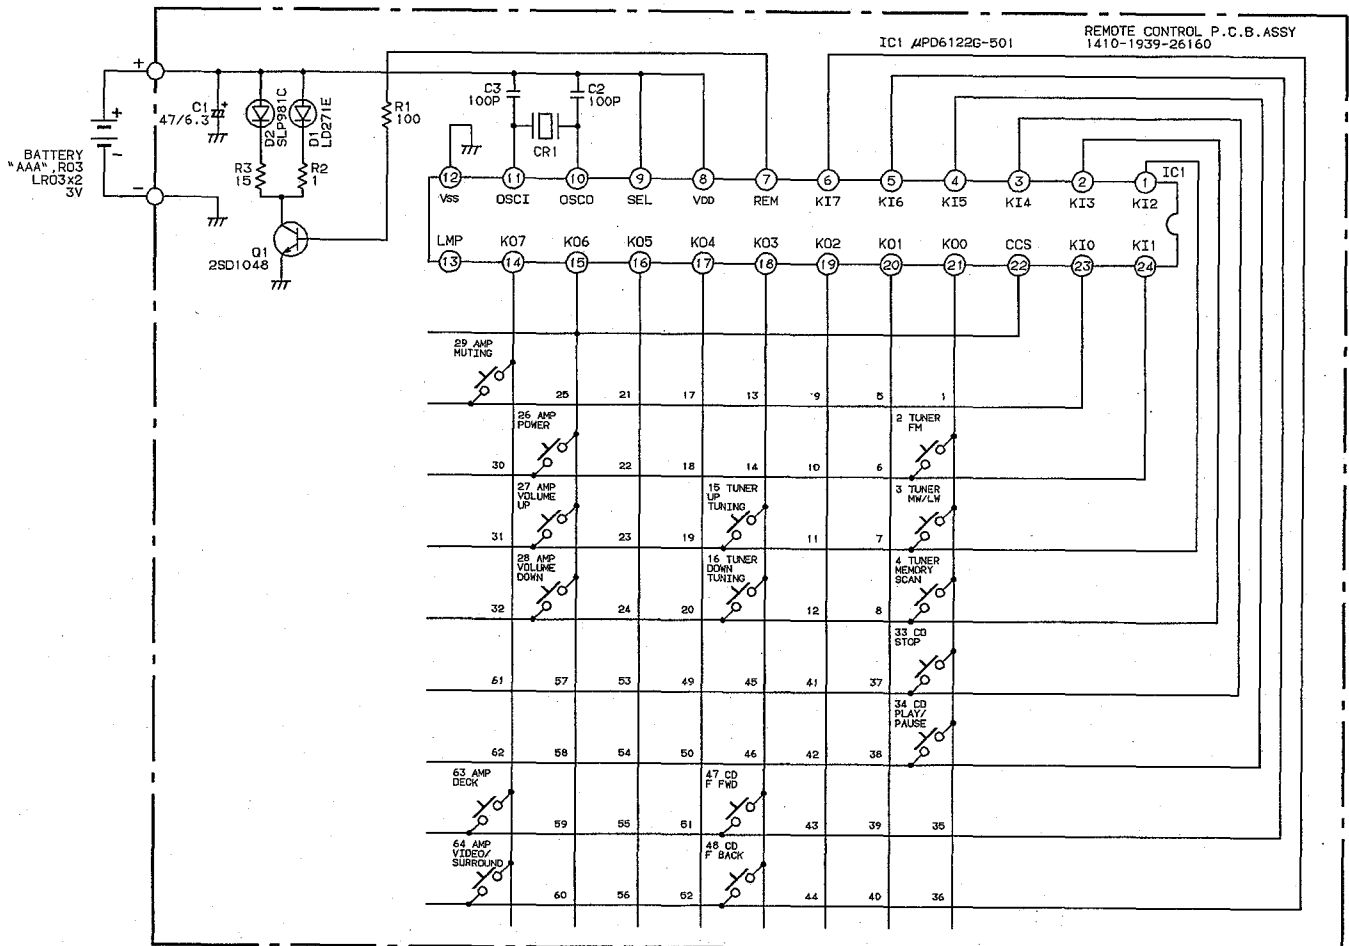 REMOTE CONTROL P.C.B.ASSY
1410-1939-26160
IC1 µPD6122G-501
+
C1
47/6.3
+
D2
SLP981C
D1
LD271E
R1
100
C3
100P
C2
100P
CR1
+
-
BATTERY
"AAA",R03
LR03x2
3V
-
R3
15
R2
1
Q1
2SD1048
IC1
12 11 10 9 8 7 6 5 4 3 2 1
VSS OSCI OSCO SEL VDD REM KI7 KI6 KI5 KI4 KI3 KI2
LMP KO7 KO6 KO5 KO4 KO3 KO2 KO1 KO0 CCS KI0 KI1
13 14 15 16 17 18 19 20 21 22 23 24
29 AMP
MUTING
25 21 17 13 9 5 1
26 AMP
POWER
2 TUNER
FM
30 22 18 14 10 6
27 AMP
VOLUME
UP
15 TUNER
UP
TUNING
3 TUNER
MW/LW
31 23 19 11 7
28 AMP
VOLUME
DOWN
16 TUNER
DOWN
TUNING
4 TUNER
MEMORY
SCAN
32 24 20 12 8
33 CD
STOP
61 57 53 49 45 41 37
34 CD
PLAY/
PAUSE
62 58 54 50 46 42 38
63 AMP
DECK
47 CD
F FWD
59 55 51 43 39 35
64 AMP
VIDEO/
SURROUND
48 CD
F BACK
60 56 52 44 40 36